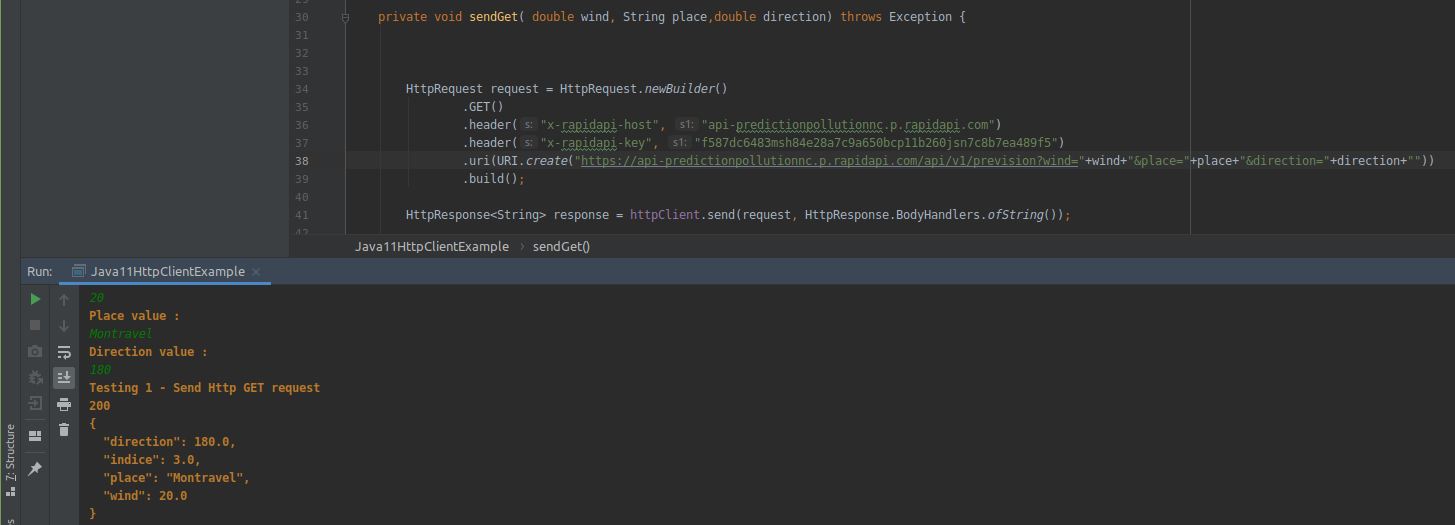 30 private void sendGet( double wind, String place,double direction) throws Exception {
31
32
33
34 HttpRequest request = HttpRequest.newBuilder()
35 .GET()
36 .header( s: "x-rapidapi-host", s1: "api-predictionpollutionnc.p.rapidapi.com")
37 .header( s: "x-rapidapi-key", s1: "f587dc6483msh84e28a7c9a650bcp11b260jsn7c8b7ea489f5")
38 .uri(URI.create("https://api-predictionpollutionnc.p.rapidapi.com/api/v1/prevision?wind="+wind+"&place="+place+"&direction="+direction+""))
39 .build();
40
41 HttpResponse<String> response = httpClient.send(request, HttpResponse.BodyHandlers.ofString());
Java11HttpClientExample › sendGet()
Run: Java11HttpClientExample ×
20
Place value :
Montravel
Direction value :
180
Testing 1 - Send Http GET request
200
{
"direction": 180.0,
"indice": 3.0,
"place": "Montravel",
"wind": 20.0
}
7: Structure